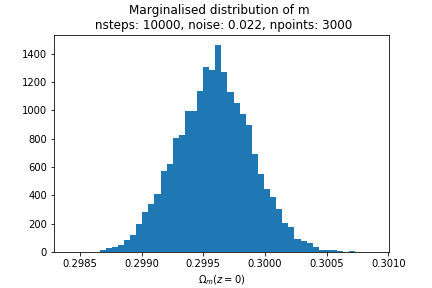 Marginalised distribution of m
nsteps: 10000, noise: 0.022, npoints: 3000
1400
1200
1000
800
600
400
200
0
0.2985 0.2990 0.2995 0.3000 0.3005 0.3010
Ωm(z = 0)